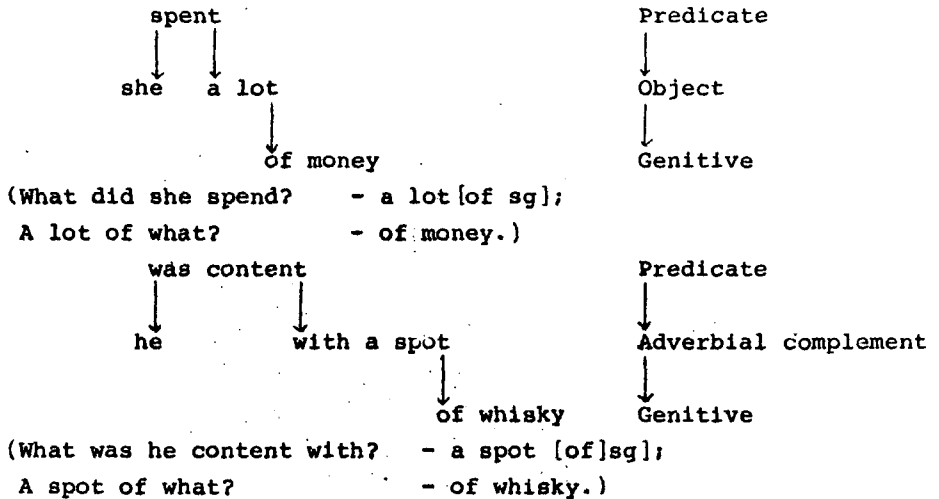 spent Predicate
she a lot Object
of money Genitive
(What did she spend? - a lot[of sg];
A lot of what? - of money.)
was content Predicate
he with a spot Adverbial complement
of whisky Genitive
(What was he content with? - a spot [of]sg];
A spot of what? - of whisky.)